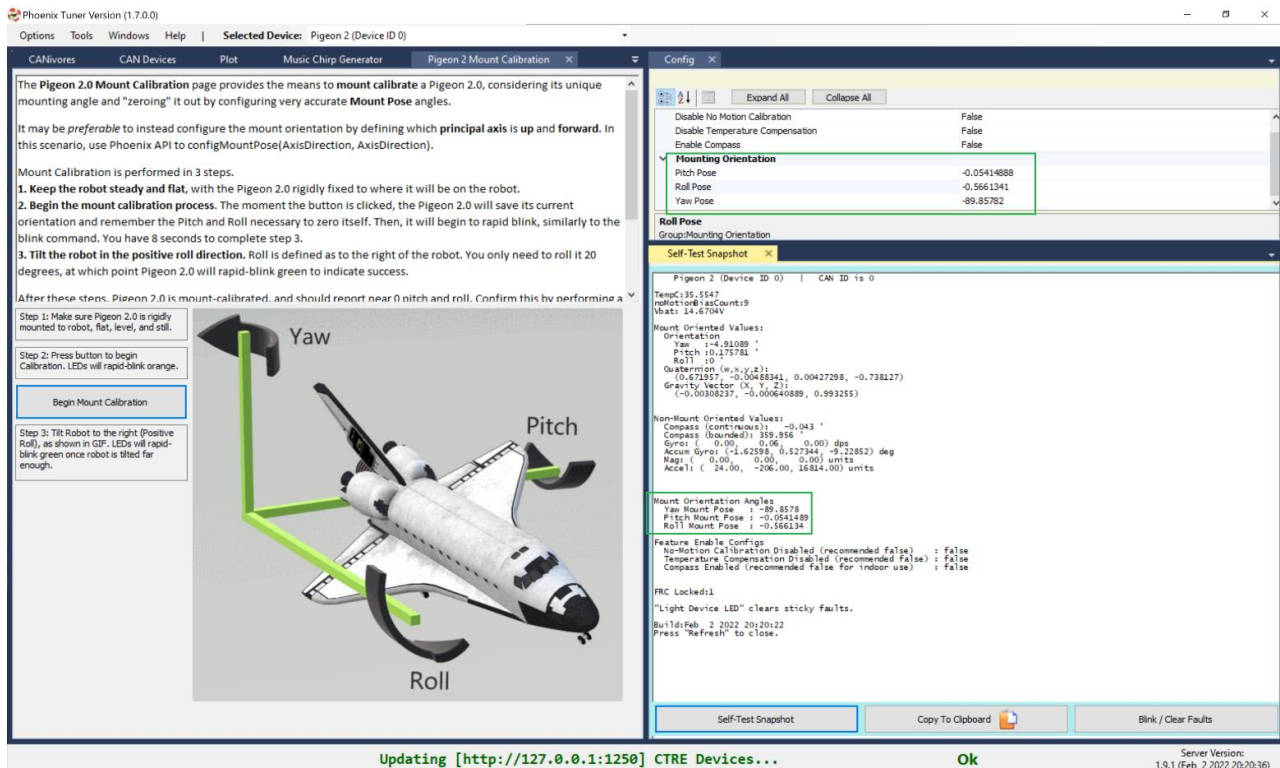 Phoenix Tuner Version (1.7.0.0)
Options Tools Windows Help | Selected Device: Pigeon 2 (Device ID 0)
CANivores CAN Devices Plot Music Chirp Generator Pigeon 2 Mount Calibration
The Pigeon 2.0 Mount Calibration page provides the means to mount calibrate a Pigeon 2.0, considering its unique
mounting angle and "zeroing" it out by configuring very accurate Mount Pose angles.
It may be preferable to instead configure the mount orientation by defining which principal axis is up and forward. In
this scenario, use Phoenix API to configMountPose(AxisDirection, AxisDirection).
Mount Calibration is performed in 3 steps.
1. Keep the robot steady and flat, with the Pigeon 2.0 rigidly fixed to where it will be on the robot.
2. Begin the mount calibration process. The moment the button is clicked, the Pigeon 2.0 will save its current
orientation and remember the Pitch and Roll necessary to zero itself. Then, it will begin to rapid blink, similarly to the
blink command. You have 8 seconds to complete step 3.
3. Tilt the robot in the positive roll direction. Roll is defined as to the right of the robot. You only need to roll it 20
degrees, at which point Pigeon 2.0 will rapid-blink green to indicate success.
After these steps, Pigeon 2.0 is mount-calibrated, and should report near 0 pitch and roll. Confirm this by performing a
Step 1: Make sure Pigeon 2.0 is rigidly
mounted to robot, flat, level, and still.
Step 2: Press button to begin
Calibration. LEDs will rapid-blink orange.
Begin Mount Calibration
Step 3: Tilt Robot to the right (Positive
Roll), as shown in GIF. LEDs will rapid-
blink green once robot is tilted far
enough.
Yaw
Pitch
Roll
Config
Expand All Collapse All
Disable No Motion Calibration False
Disable Temperature Compensation False
Enable Compass False
Mounting Orientation
Pitch Pose -0.05414888
Roll Pose -0.5661341
Yaw Pose -89.85782
Roll Pose
Group:Mounting Orientation
Self-Test Snapshot
Pigeon 2 (Device ID 0) | CAN ID is 0
TempC:35.5547
noMotionBiasCount:9
Vbat: 14.6704V
Mount Oriented Values:
Orientation
Yaw :-4.91089 '
Pitch :0.175781 '
Roll :0 '
Quaternion (w,x,y,z):
(0.671957, -0.00488341, 0.00427298, -0.738127)
Gravity Vector (X, Y, Z):
(-0.00308237, -0.000640889, 0.993255)
Non-Mount Oriented Values:
Compass (continuous): -0.043 '
Compass (bounded): 359.956 '
Gyro: ( 0.00, 0.06, 0.00) dps
Accum Gyro: (-1.62598, 0.527344, -9.22852) deg
Mag: ( 0.00, 0.00, 0.00) units
Accel: ( 24.00, -206.00, 16814.00) units
Mount Orientation Angles
Yaw Mount Pose : -89.8578
Pitch Mount Pose : -0.0541489
Roll Mount Pose : -0.566134
Feature Enable Configs
No-Motion Calibration Disabled (recommended false) : false
Temperature Compensation Disabled (recommended false) : false
Compass Enabled (recommended false for indoor use) : false
FRC Locked:1
"Light Device LED" clears sticky faults.
Build:Feb 2 2022 20:20:22
Press "Refresh" to close.
Self-Test Snapshot Copy To Clipboard Blink / Clear Faults
Updating [http://127.0.0.1:1250] CTRE Devices... Ok
Server Version:
1.9.1 (Feb 2 2022 20:20:36)